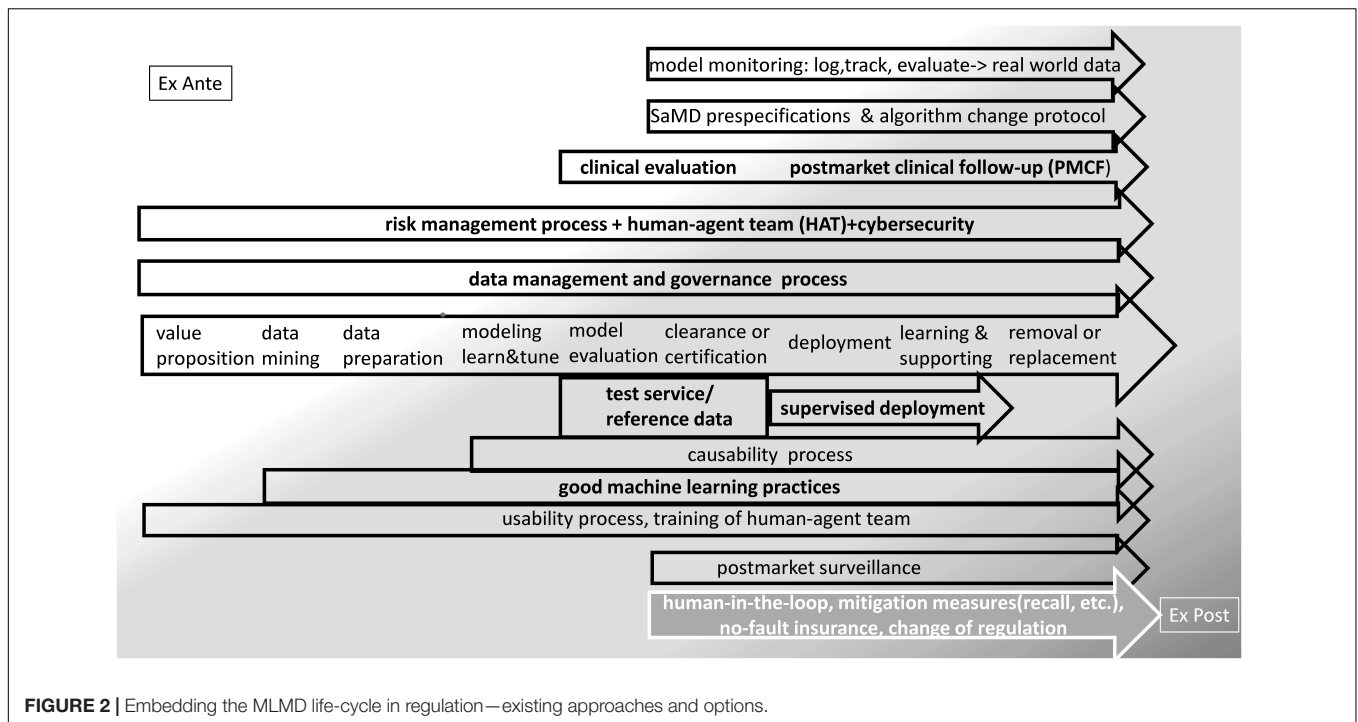 Ex Ante
model monitoring: log,track, evaluate-> real world data
SaMD prespecifications & algorithm change protocol
clinical evaluation postmarket clinical follow-up (PMCF)
risk management process + human-agent team (HAT)+cybersecurity
data management and governance process
value
proposition
data
mining
data
preparation
modeling
learn&tune
model
evaluation
clearance or
certification
deployment
learning &
supporting
removal or
replacement
test service/
reference data
supervised deployment
causability process
good machine learning practices
usability process, training of human-agent team
postmarket surveillance
human-in-the-loop, mitigation measures(recall, etc.),
no-fault insurance, change of regulation
Ex Post
FIGURE 2 | Embedding the MLMD life-cycle in regulation—existing approaches and options.